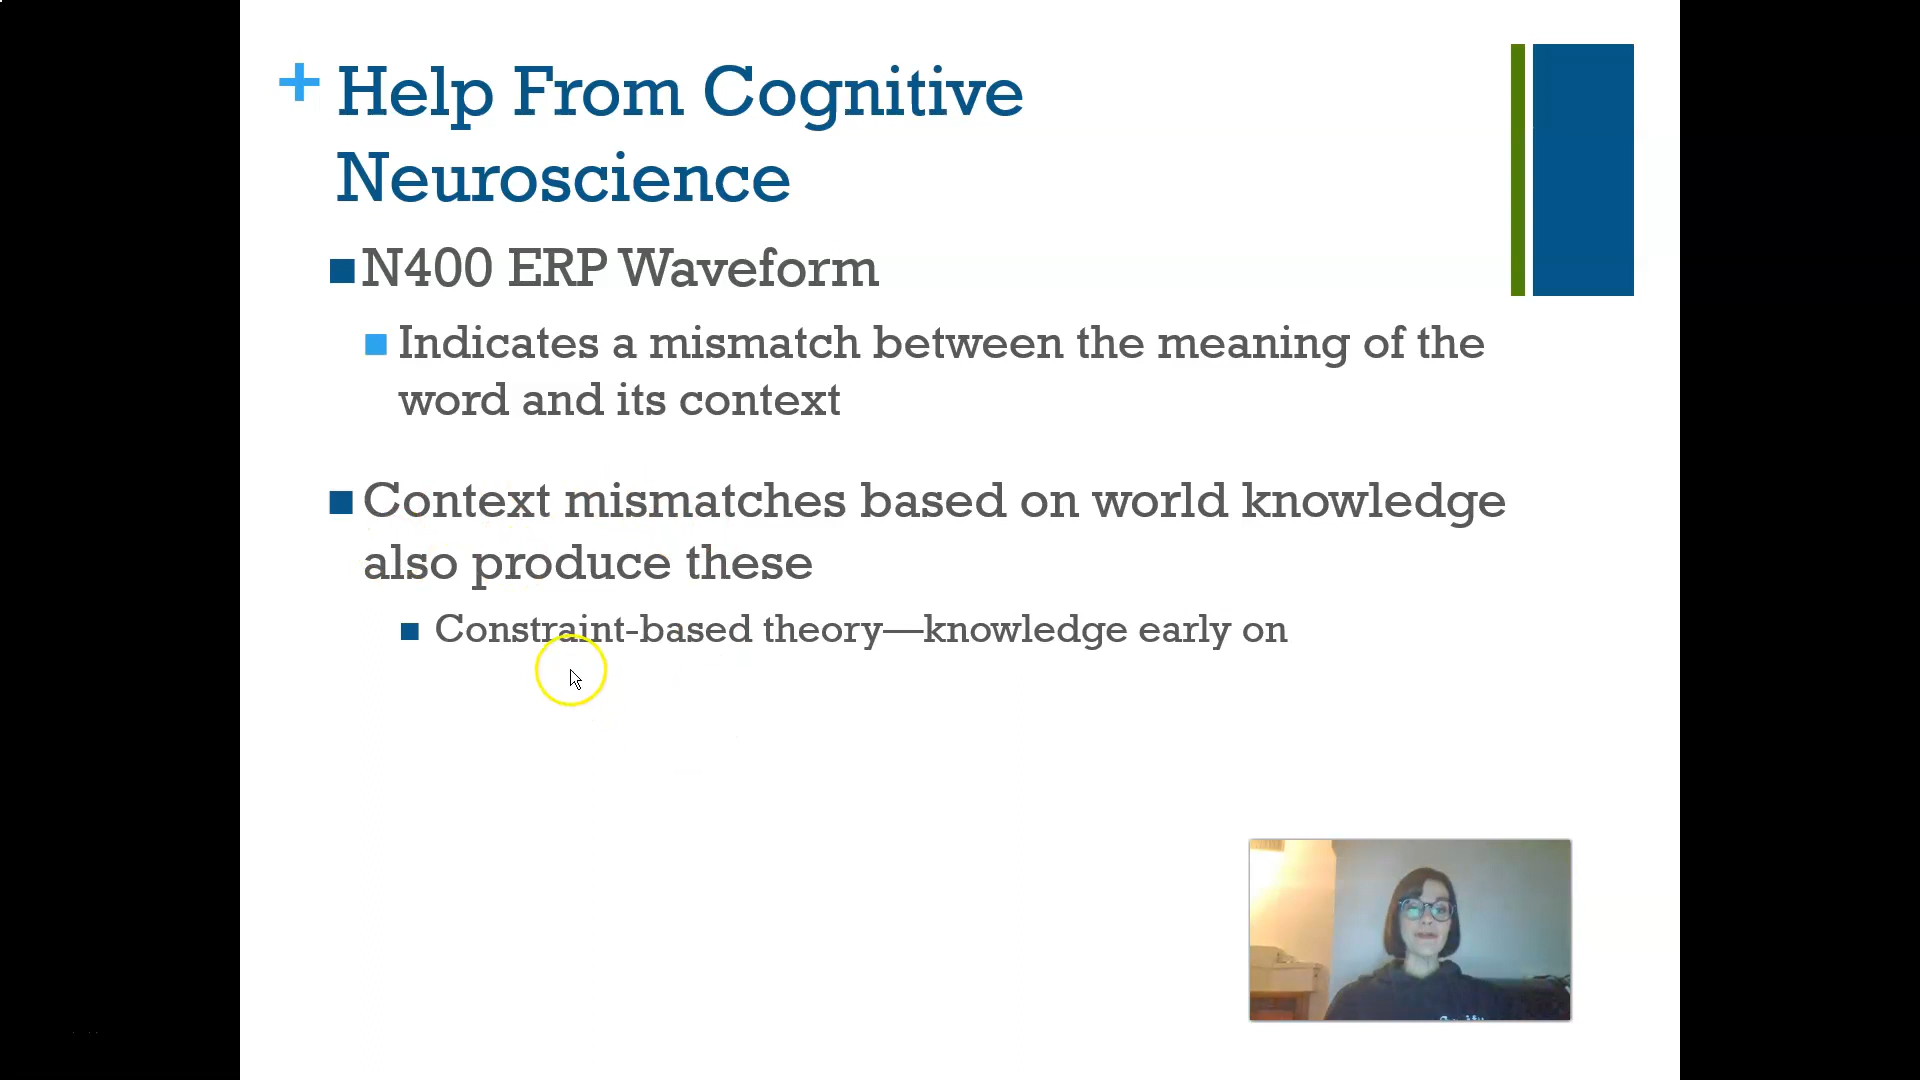 + Help From Cognitive
Neuroscience
N400 ERP Waveform
Indicates a mismatch between the meaning of the
word and its context
Context mismatches based on world knowledge
also produce these
Constraint-based theory—knowledge early on